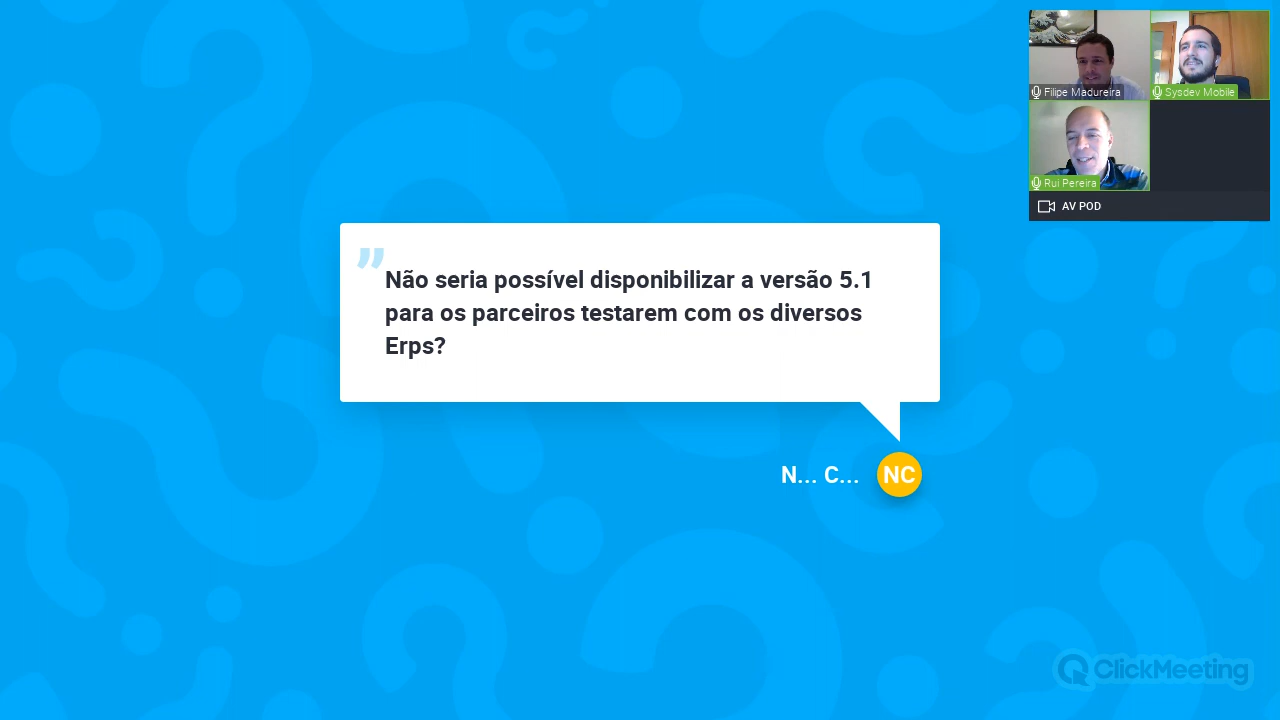 Filipe Madureira
Sysdev Mobile
Rui Pereira
AV POD
”
Não seria possível disponibilizar a versão 5.1
para os parceiros testarem com os diversos
Erps?
N... C... NC
ClickMeeting